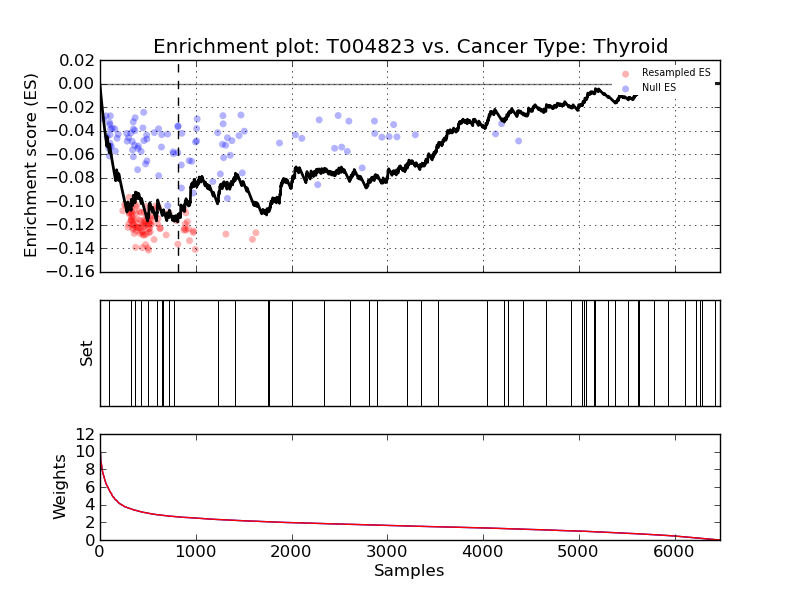 Enrichment plot: T004823 vs. Cancer Type: Thyroid
Enrichment score (ES)
0.02
0.00
−0.02
−0.04
−0.06
−0.08
−0.10
−0.12
−0.14
−0.16
Resampled ES
Null ES
Set
Weights
12
10
8
6
4
2
0
0 1000 2000 3000 4000 5000 6000
Samples